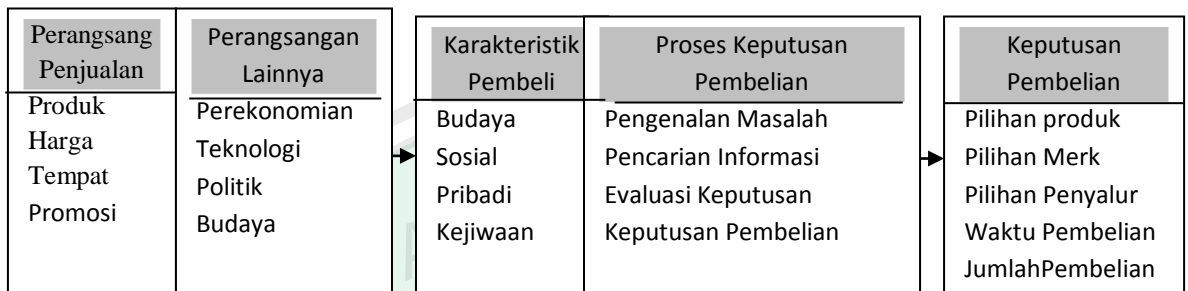 Perangsang
Penjualan
Produk
Harga
Tempat
Promosi
Perangsangan
Lainnya
Perekonomian
Teknologi
Politik
Budaya
Karakteristik
Pembeli
Budaya
Sosial
Pribadi
Kejiwaan
Proses Keputusan
Pembelian
Pengenalan Masalah
Pencarian Informasi
Evaluasi Keputusan
Keputusan Pembelian
Keputusan
Pembelian
Pilihan produk
Pilihan Merk
Pilihan Penyalur
Waktu Pembelian
JumlahPembelian